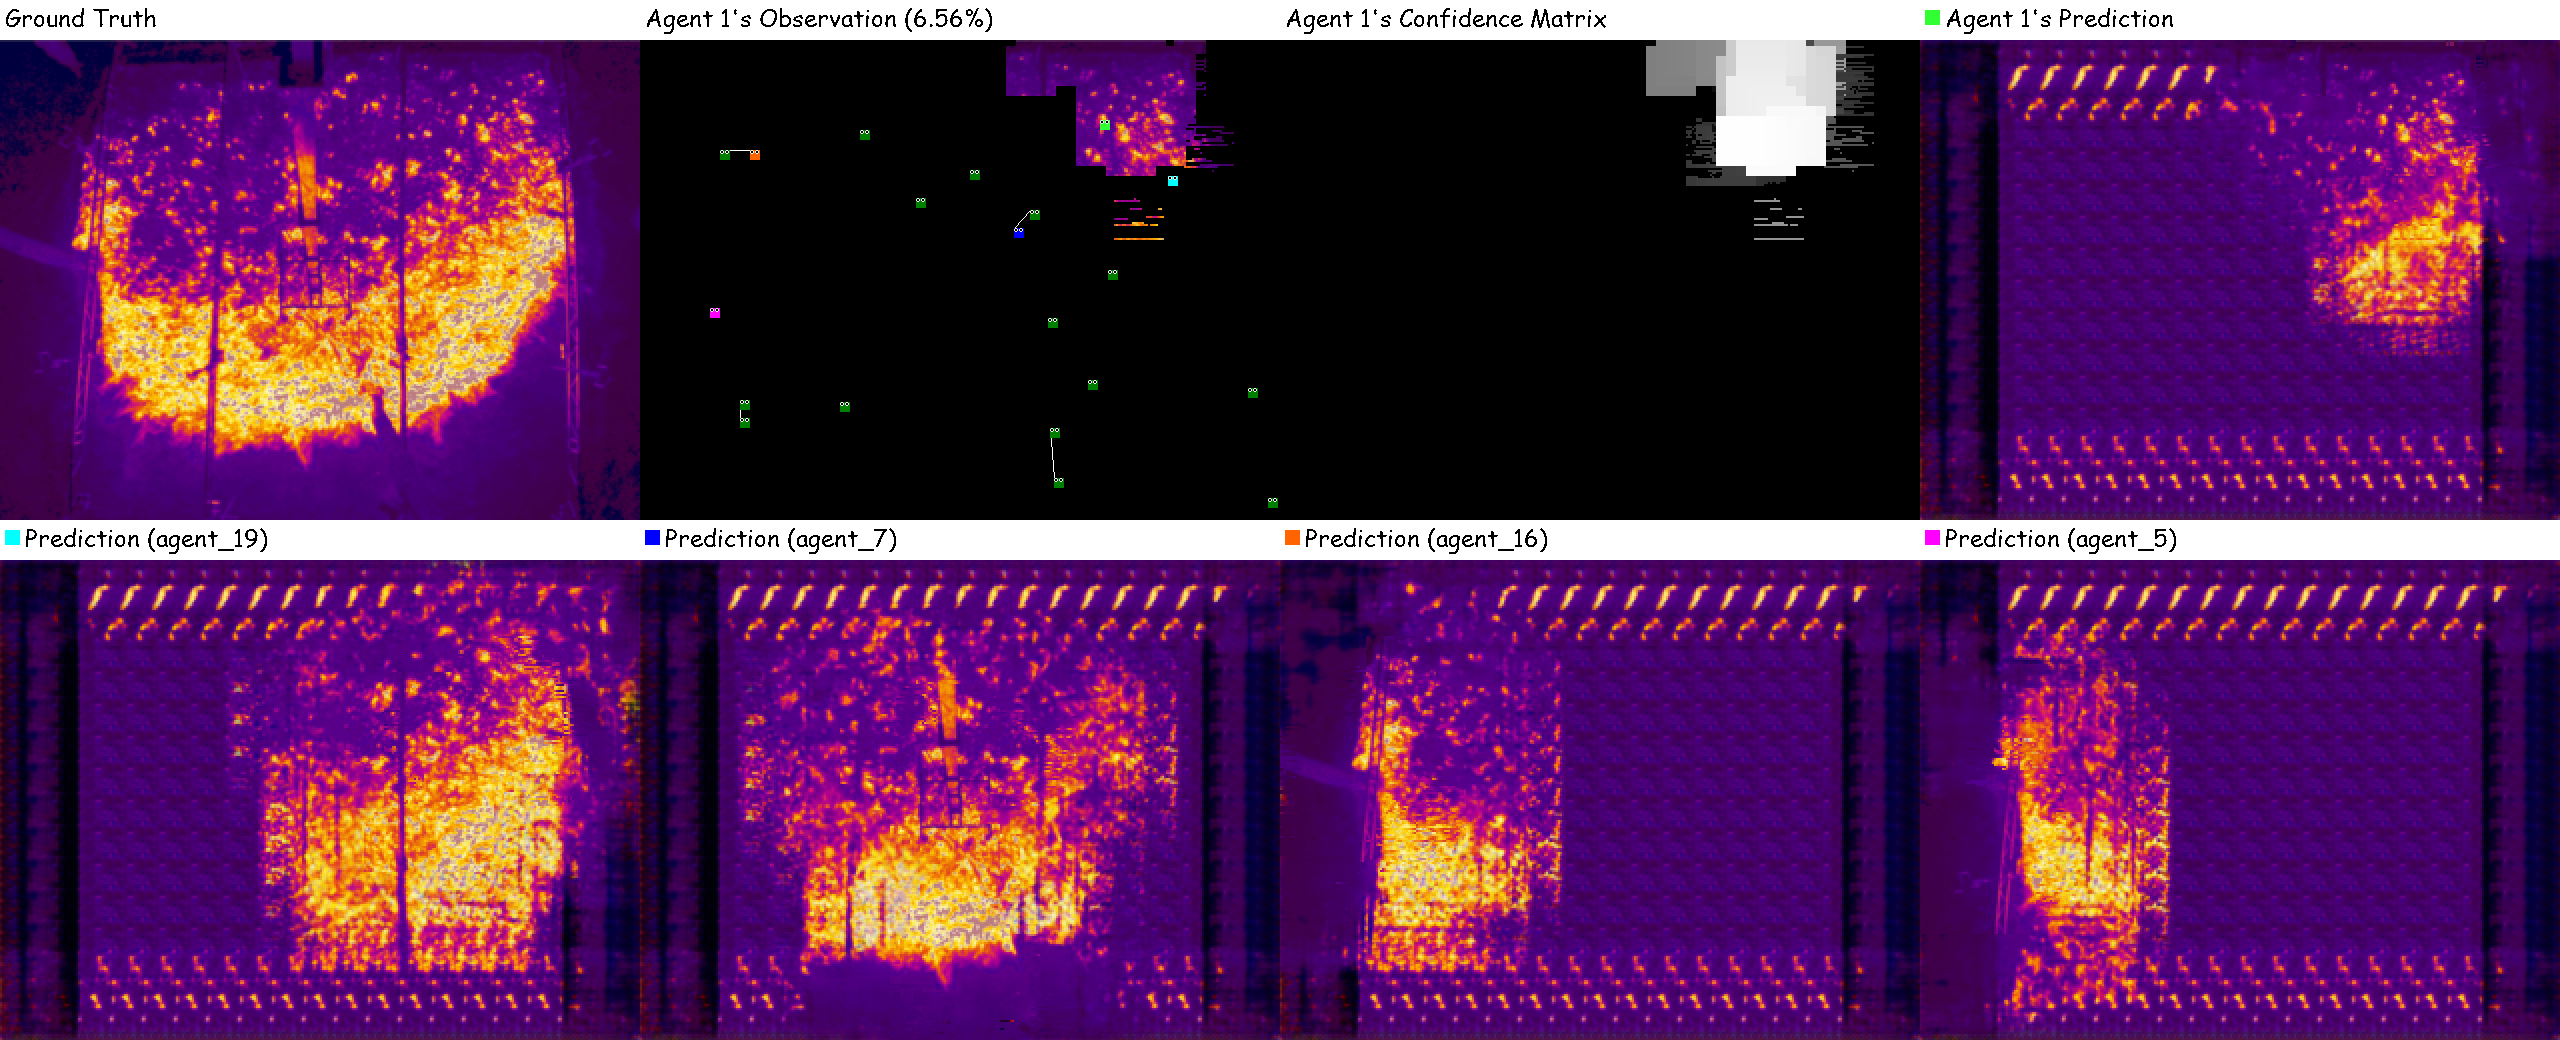 Ground Truth
Agent 1's Observation (6.56%)
Agent 1's Confidence Matrix
Agent 1's Prediction
Prediction (agent_19)
Prediction (agent_7)
Prediction (agent_16)
Prediction (agent_5)